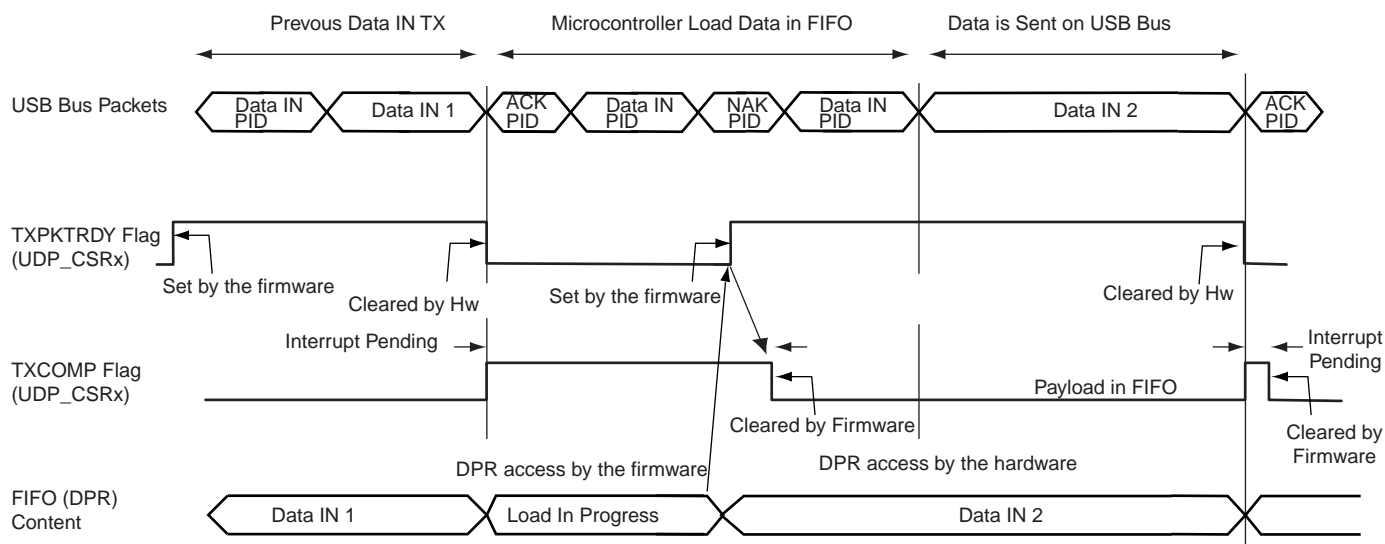 Prevous Data IN TX
Microcontroller Load Data in FIFO
Data is Sent on USB Bus
USB Bus Packets
Data IN
PID
Data IN 1
ACK
PID
Data IN
PID
NAK
PID
Data IN
PID
Data IN 2
ACK
PID
TXPKTRDY Flag
(UDP_CSRx)
Set by the firmware
Cleared by Hw
Set by the firmware
Cleared by Hw
Interrupt Pending
Interrupt
Pending
TXCOMP Flag
(UDP_CSRx)
Payload in FIFO
Cleared by Firmware
Cleared by
Firmware
DPR access by the firmware
DPR access by the hardware
FIFO (DPR)
Content
Data IN 1
Load In Progress
Data IN 2